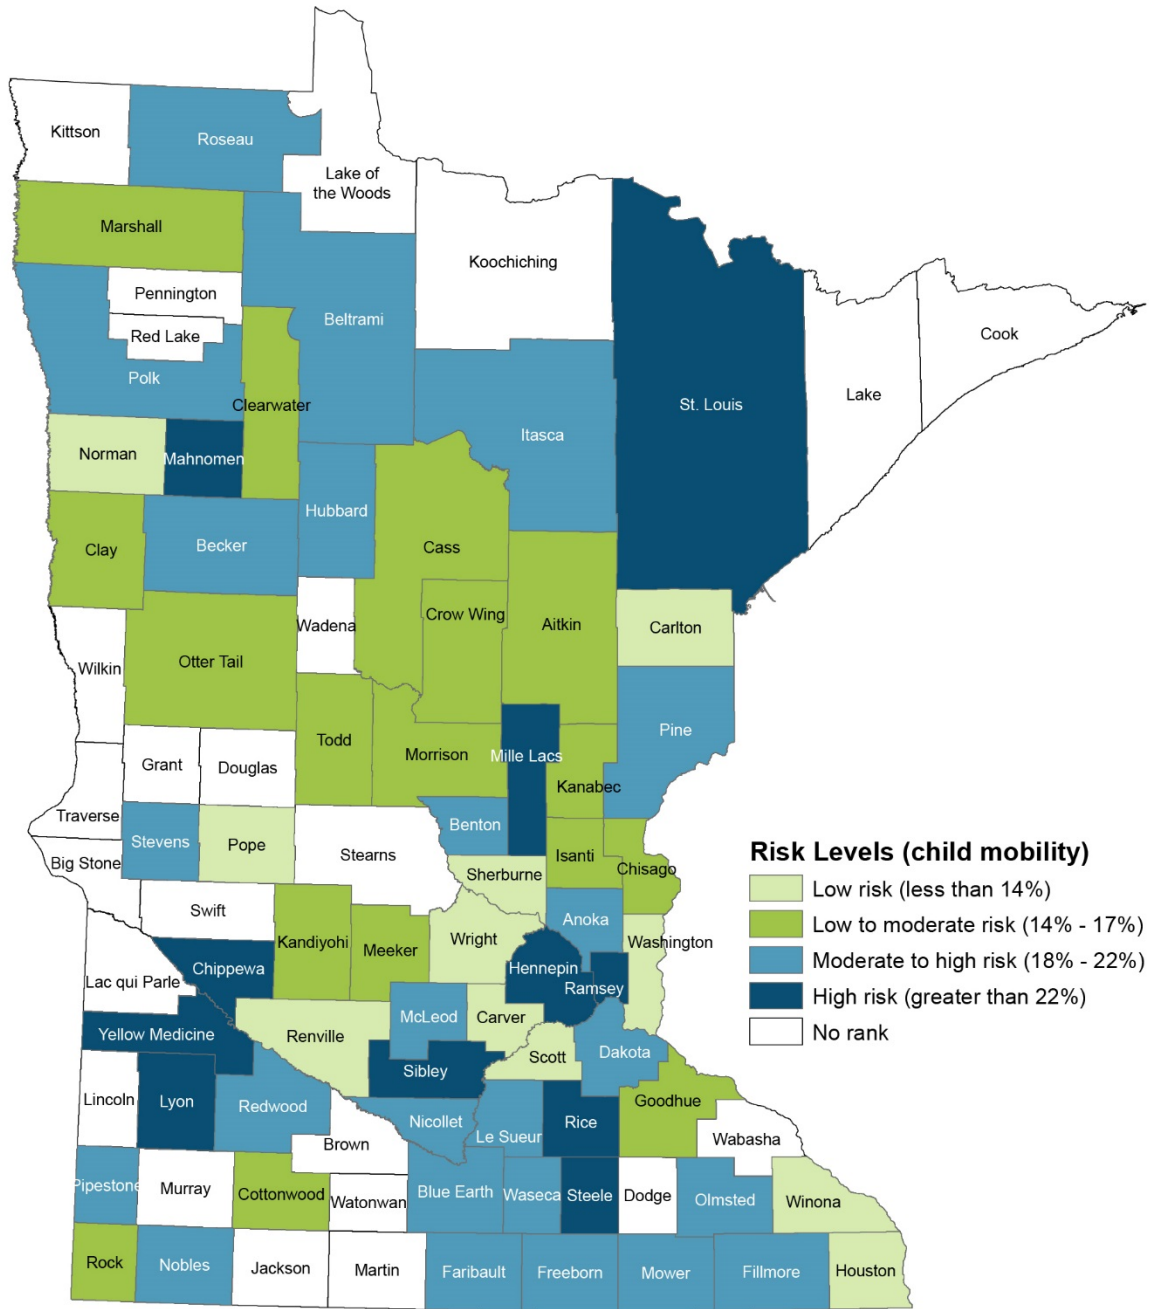 Kittson
Roseau
Lake of
the Woods
Marshall
Koochiching
Pennington
Red Lake
Beltrami
Cook
Polk
Clearwater
St. Louis
Lake
Itasca
Norman
Mahnomen
Hubbard
Clay
Becker
Cass
Crow Wing
Aitkin
Wadena
Carlton
Otter Tail
Wilkin
Pine
Todd
Morrison
Mille Lacs
Grant
Douglas
Kanabec
Traverse
Stevens
Pope
Benton
Stearns
Isanti
Big Stone
Chisago
Sherburne
Swift
Anoka
Kandiyohi
Meeker
Wright
Washington
Chippewa
Hennepin
Lac qui Parle
Ramsey
McLeod
Carver
Yellow Medicine
Renville
Scott
Dakota
Sibley
Lincoln
Lyon
Redwood
Goodhue
Nicollet
Rice
Le Sueur
Brown
Wabasha
Pipestone
Murray
Cottonwood
Watonwan
Blue Earth
Waseca
Steele
Dodge
Olmsted
Winona
Rock
Nobles
Jackson
Martin
Faribault
Freeborn
Mower
Fillmore
Houston
Risk Levels (child mobility)
Low risk (less than 14%)
Low to moderate risk (14% - 17%)
Moderate to high risk (18% - 22%)
High risk (greater than 22%)
No rank